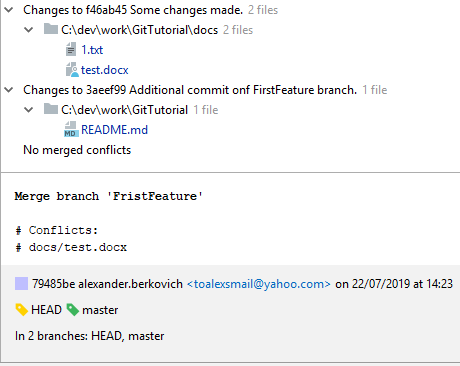 Changes to f46ab45 Some changes made. 2 files
C:\dev\work\GitTutorial\docs 2 files
1.txt
test.docx
Changes to 3aeef99 Additional commit onf FirstFeature branch. 1 file
C:\dev\work\GitTutorial 1 file
MD README.md
No merged conflicts
Merge branch 'FristFeature'
# Conflicts:
# docs/test.docx
79485be alexander.berkovich <toalexsmail@yahoo.com> on 22/07/2019 at 14:23
HEAD master
In 2 branches: HEAD, master